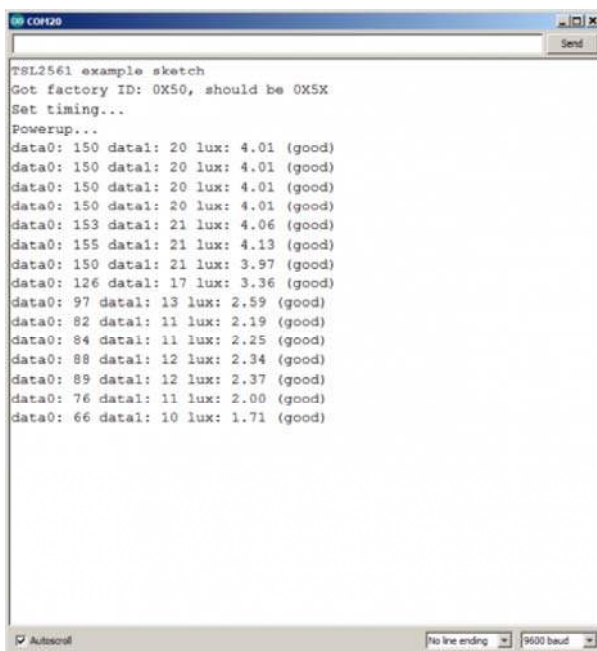 COM20
Send
TSL2561 example sketch
Got factory ID: 0X50, should be 0X5X
Set timing...
Powerup...
data0: 150 data1: 20 lux: 4.01 (good)
data0: 150 data1: 20 lux: 4.01 (good)
data0: 150 data1: 20 lux: 4.01 (good)
data0: 150 data1: 20 lux: 4.01 (good)
data0: 153 data1: 21 lux: 4.06 (good)
data0: 155 data1: 21 lux: 4.13 (good)
data0: 150 data1: 21 lux: 3.97 (good)
data0: 126 data1: 17 lux: 3.36 (good)
data0: 97 data1: 13 lux: 2.59 (good)
data0: 82 data1: 11 lux: 2.19 (good)
data0: 84 data1: 11 lux: 2.25 (good)
data0: 88 data1: 12 lux: 2.34 (good)
data0: 89 data1: 12 lux: 2.37 (good)
data0: 76 data1: 11 lux: 2.00 (good)
data0: 66 data1: 10 lux: 1.71 (good)
Autoscroll No line ending 9600 baud